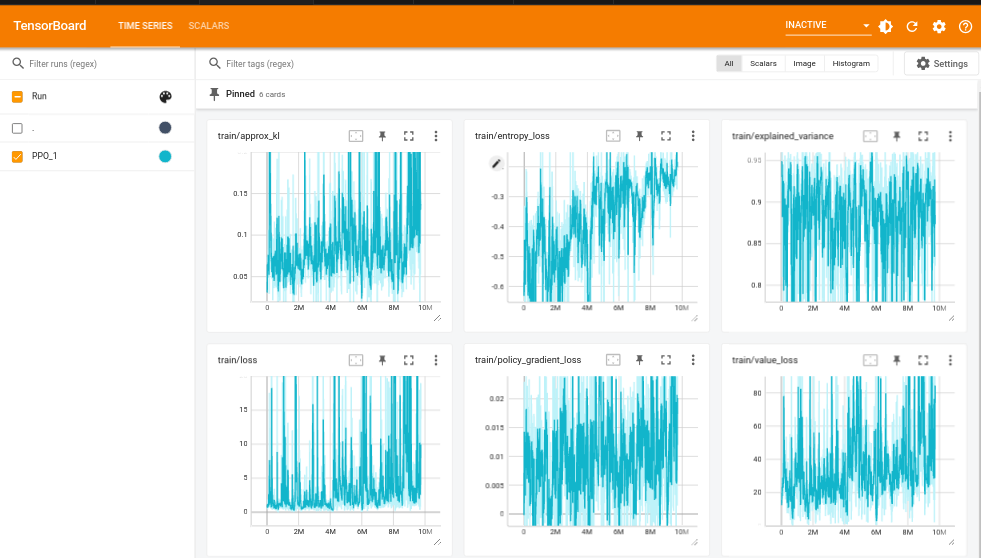 TensorBoard TIME SERIES SCALARS INACTIVE
Filter runs (regex) Filter tags (regex) All Scalars Image Histogram Settings
Run Pinned 6 cards
.
PPO_1
train/approx_kl
0.15
0.1
0.05
0 2M 4M 6M 8M 10M
train/entropy_loss
-0.3
-0.4
-0.5
-0.6
0 2M 4M 6M 8M 10M
train/explained_variance
0.95
0.9
0.85
0.8
0 2M 4M 6M 8M 10M
train/loss
15
10
5
0
0 2M 4M 6M 8M 10M
train/policy_gradient_loss
0.02
0.015
0.01
0.005
0
0 2M 4M 6M 8M 10M
train/value_loss
80
60
40
20
0 2M 4M 6M 8M 10M